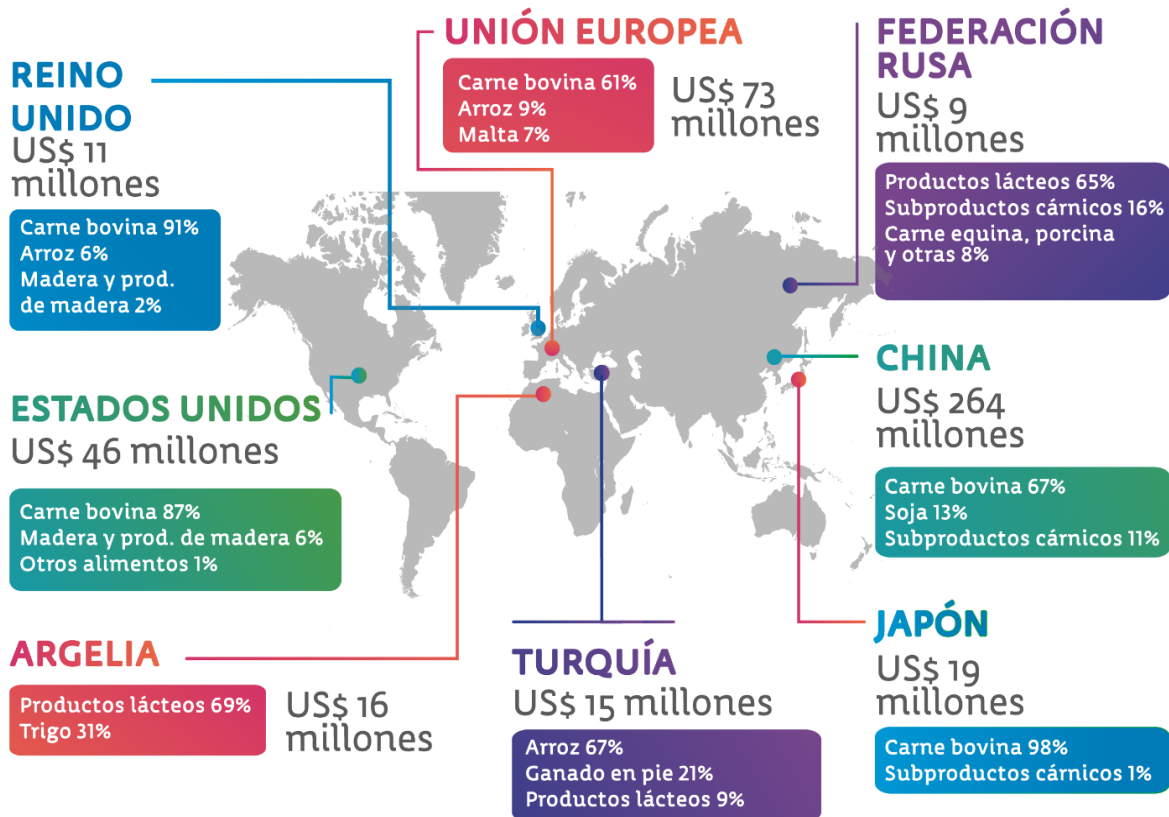 REINO
UNIDO
US$ 11
millones
Carne bovina 91%
Arroz 6%
Madera y prod.
de madera 2%
UNIÓN EUROPEA
Carne bovina 61%
Arroz 9%
Malta 7%
US$ 73
millones
FEDERACIÓN
RUSA
US$ 9
millones
Productos lácteos 65%
Subproductos cárnicos 16%
Carne equina, porcina
y otras 8%
ESTADOS UNIDOS
US$ 46 millones
Carne bovina 87%
Madera y prod. de madera 6%
Otros alimentos 1%
CHINA
US$ 264
millones
Carne bovina 67%
Soja 13%
Subproductos cárnicos 11%
ARGELIA
Productos lácteos 69%
Trigo 31%
US$ 16
millones
TURQUÍA
US$ 15 millones
Arroz 67%
Ganado en pie 21%
Productos lácteos 9%
JAPÓN
US$ 19
millones
Carne bovina 98%
Subproductos cárnicos 1%